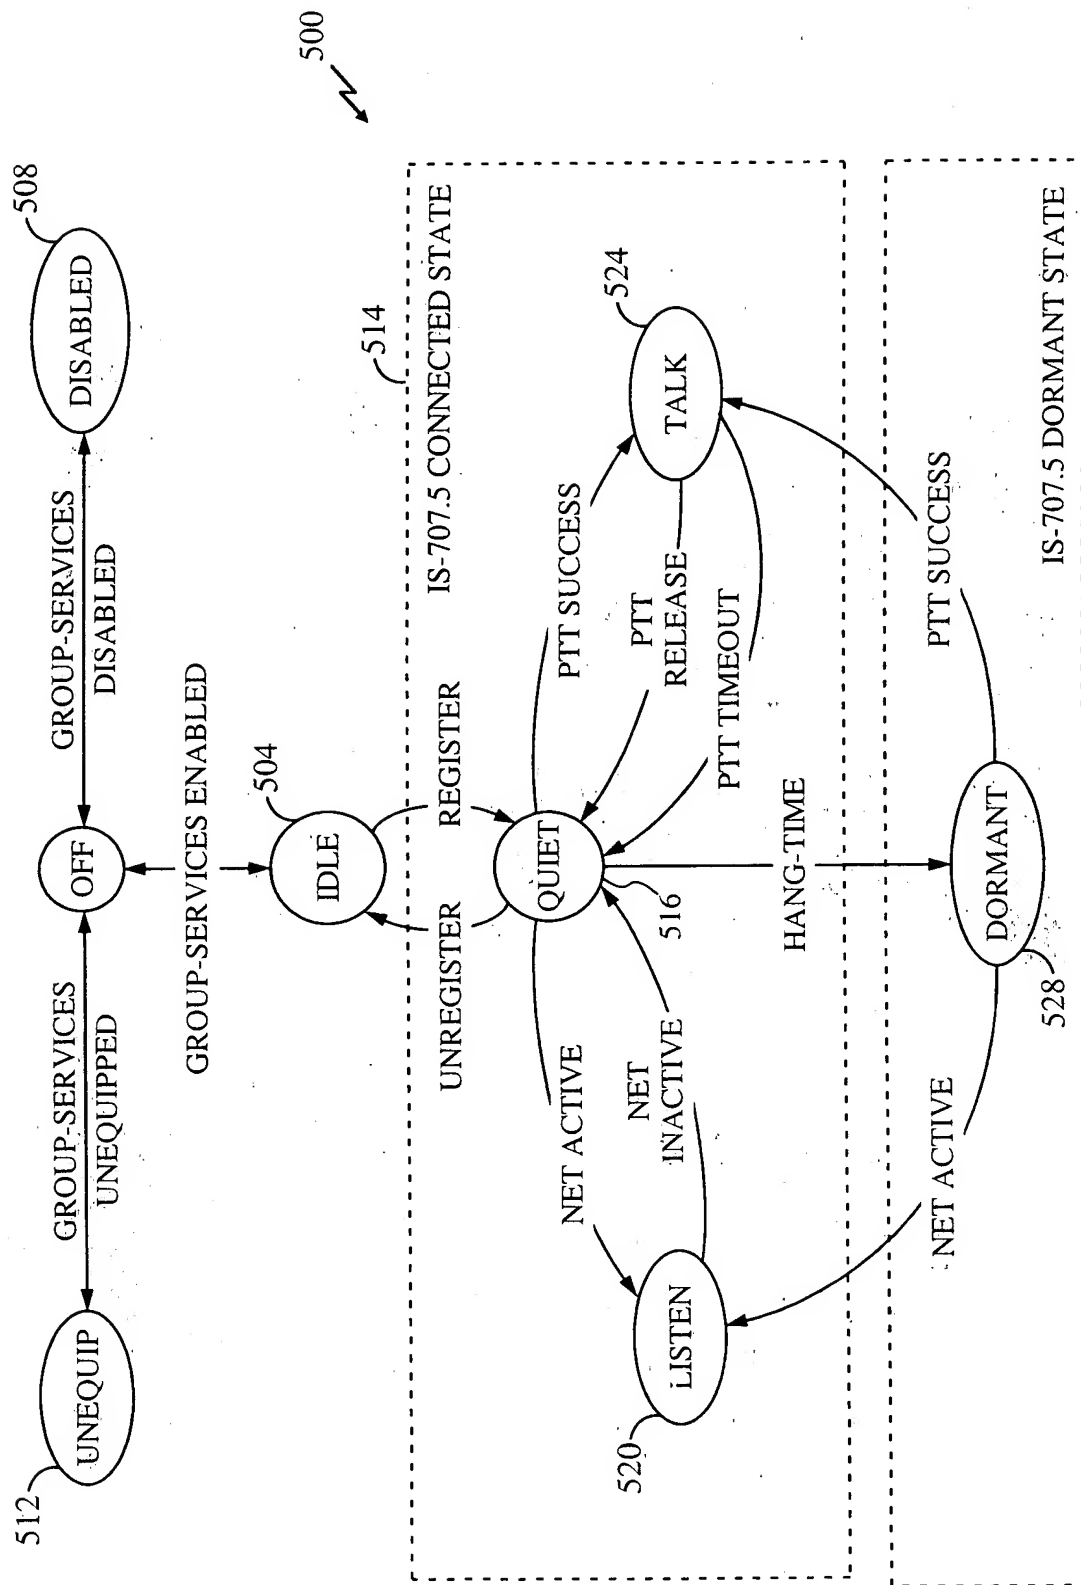 512
UNEQUIP
GROUP-SERVICES
UNEQUIPPED
OFF
GROUP-SERVICES
DISABLED
DISABLED
508
GROUP-SERVICES ENABLED
504
IDLE
500
UNREGISTER
REGISTER
514
IS-707.5 CONNECTED STATE
QUIET
516
NET ACTIVE
NET
INACTIVE
PTT SUCCESS
PTT
RELEASE
PTT TIMEOUT
520
LISTEN
TALK
524
HANG-TIME
NET ACTIVE
PTT SUCCESS
DORMANT
528
IS-707.5 DORMANT STATE